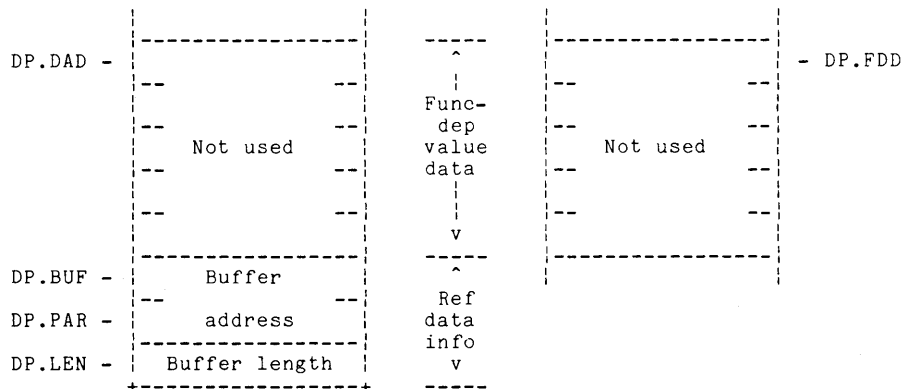 DP.DAD - - DP.FDD
Func-
dep
Not used value Not used
data
v
DP.BUF - Buffer
Ref
DP.PAR - address data
info
DP.LEN - Buffer length v